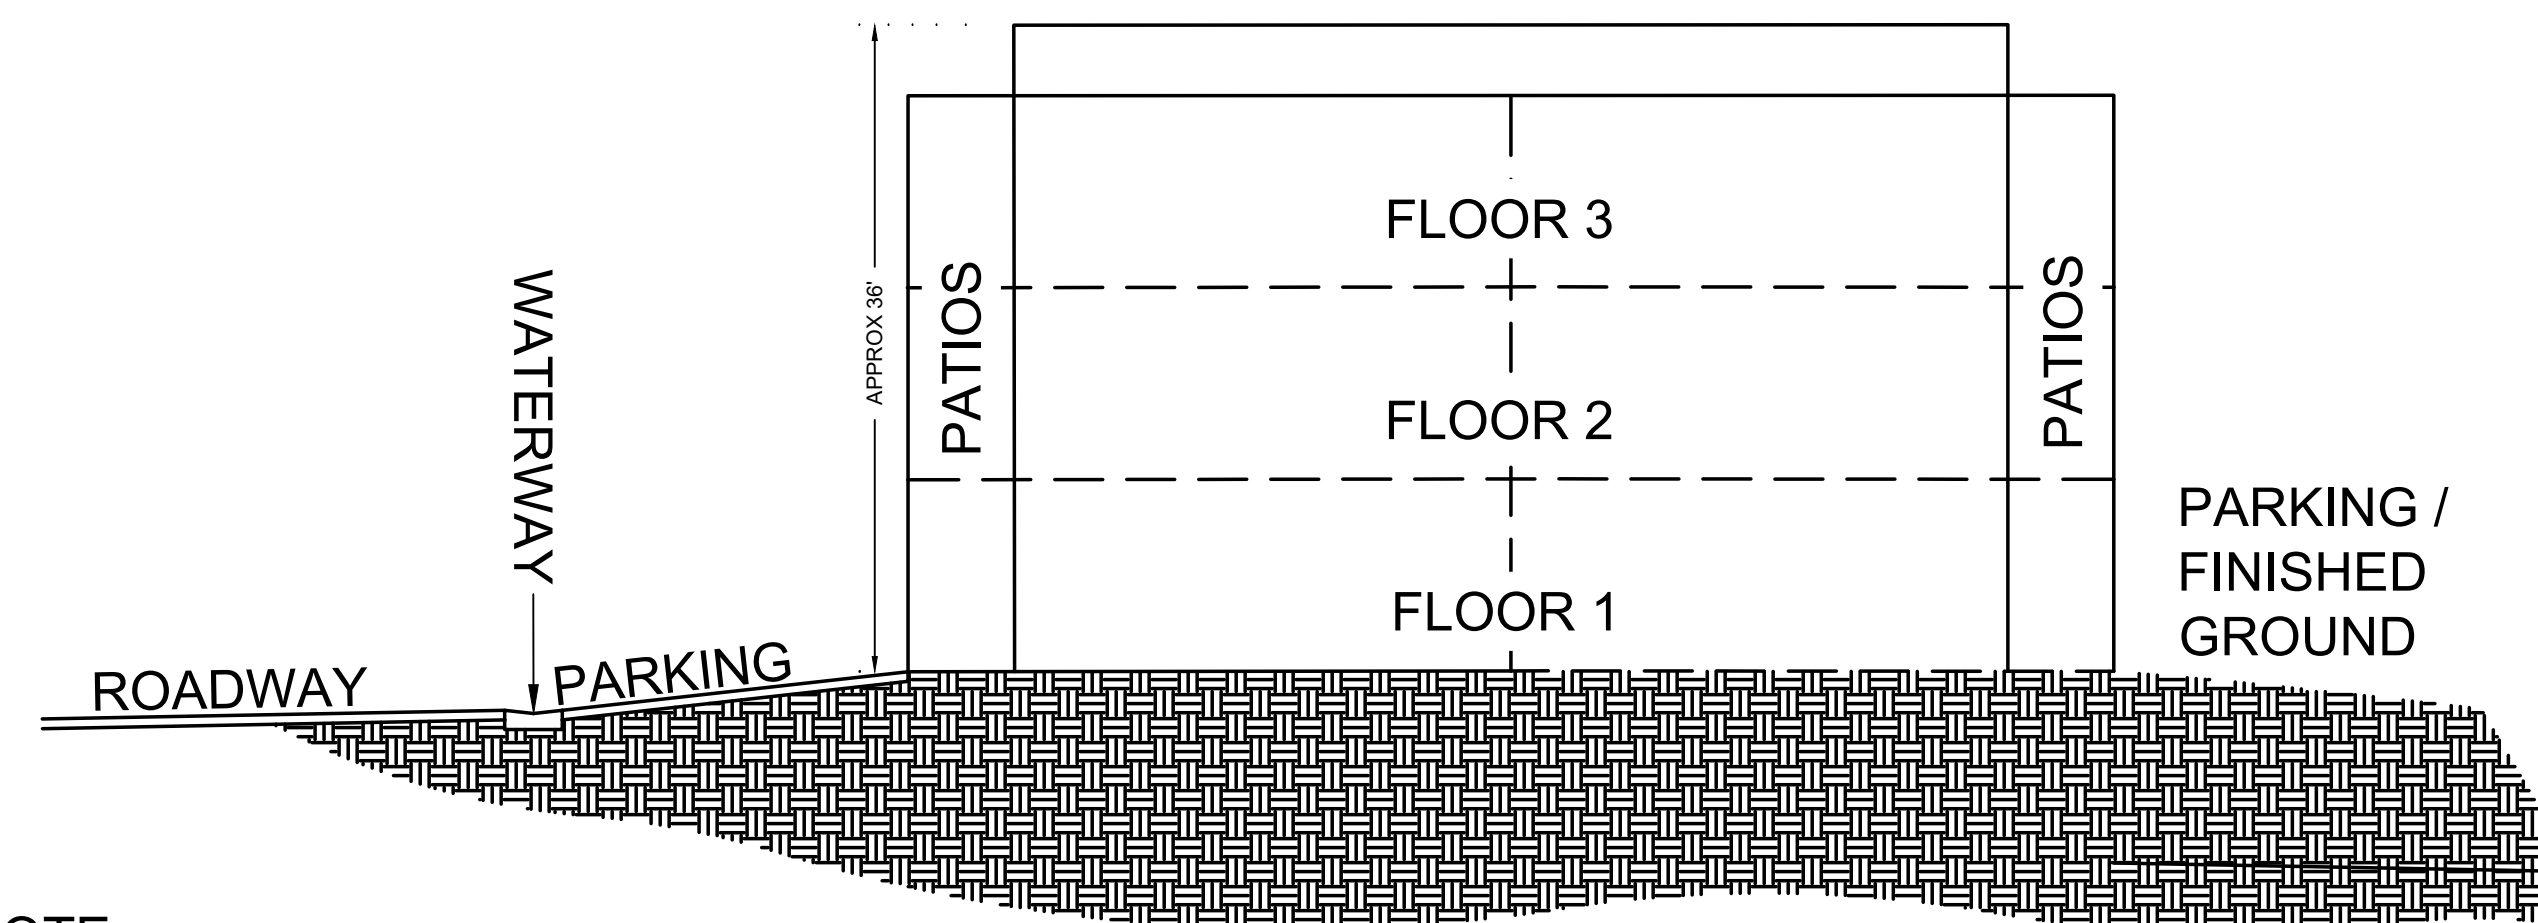 FLOOR 3
PATIOS
PATIOS
WATERWAY
APPROX 36'
FLOOR 2
PARKING /
FINISHED
GROUND
FLOOR 1
ROADWAY
PARKING